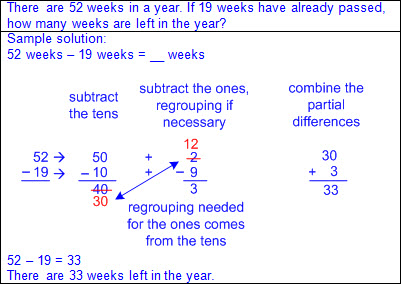 There are 52 weeks in a year. If 19 weeks have already passed,
how many weeks are left in the year?
Sample solution:
52 weeks – 19 weeks = __ weeks
subtract
the tens
subtract the ones,
regrouping if
necessary
combine the
partial
differences
12
52 → 50 + 2 30
– 19 → – 10 + – 9 + 3
40 3 33
30
regrouping needed
for the ones comes
from the tens
52 – 19 = 33
There are 33 weeks left in the year.